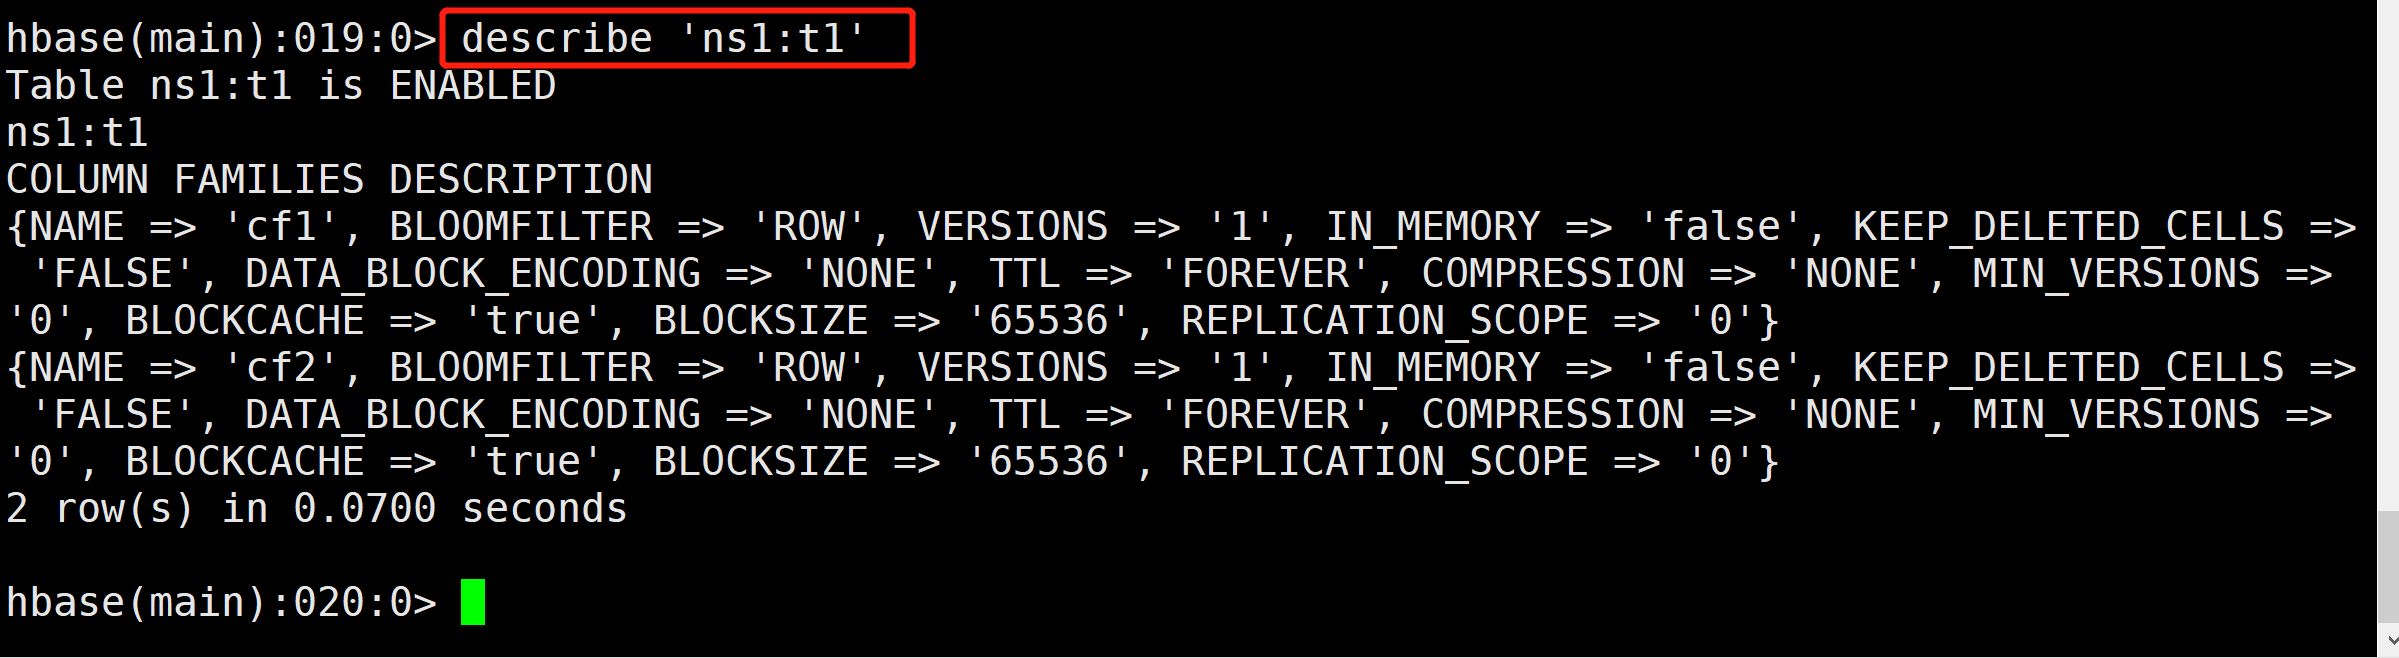 hbase(main):019:0> describe 'ns1:t1'
Table ns1:t1 is ENABLED
ns1:t1
COLUMN FAMILIES DESCRIPTION
{NAME => 'cf1', BLOOMFILTER => 'ROW', VERSIONS => '1', IN_MEMORY => 'false', KEEP_DELETED_CELLS =>
 'FALSE', DATA_BLOCK_ENCODING => 'NONE', TTL => 'FOREVER', COMPRESSION => 'NONE', MIN_VERSIONS =>
'0', BLOCKCACHE => 'true', BLOCKSIZE => '65536', REPLICATION_SCOPE => '0'}
{NAME => 'cf2', BLOOMFILTER => 'ROW', VERSIONS => '1', IN_MEMORY => 'false', KEEP_DELETED_CELLS =>
 'FALSE', DATA_BLOCK_ENCODING => 'NONE', TTL => 'FOREVER', COMPRESSION => 'NONE', MIN_VERSIONS =>
'0', BLOCKCACHE => 'true', BLOCKSIZE => '65536', REPLICATION_SCOPE => '0'}
2 row(s) in 0.0700 seconds
hbase(main):020:0>